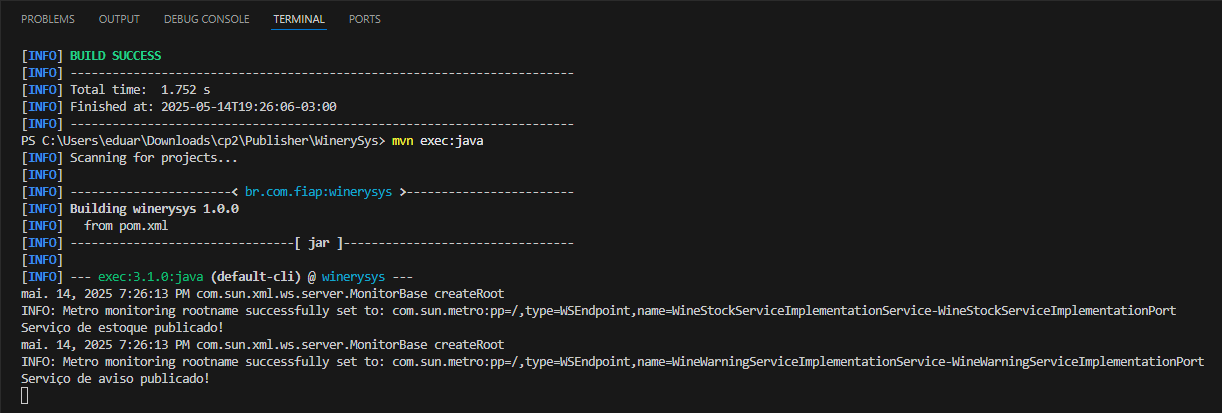 PROBLEMS OUTPUT DEBUG CONSOLE TERMINAL PORTS
[INFO] BUILD SUCCESS
[INFO] ------------------------------------------------------------------------
[INFO] Total time:  1.752 s
[INFO] Finished at: 2025-05-14T19:26:06-03:00
[INFO] ------------------------------------------------------------------------
PS C:\Users\eduar\Downloads\cp2\Publisher\WinerySys> mvn exec:java
[INFO] Scanning for projects...
[INFO]
[INFO] -----------------------< br.com.fiap:winerysys >------------------------
[INFO] Building winerysys 1.0.0
[INFO]   from pom.xml
[INFO] --------------------------------[ jar ]---------------------------------
[INFO]
[INFO] --- exec:3.1.0:java (default-cli) @ winerysys ---
mai. 14, 2025 7:26:13 PM com.sun.xml.ws.server.MonitorBase createRoot
INFO: Metro monitoring rootname successfully set to: com.sun.metro:pp=/,type=WSEndpoint,name=WineStockServiceImplementationService-WineStockServiceImplementationPort
Serviço de estoque publicado!
mai. 14, 2025 7:26:13 PM com.sun.xml.ws.server.MonitorBase createRoot
INFO: Metro monitoring rootname successfully set to: com.sun.metro:pp=/,type=WSEndpoint,name=WineWarningServiceImplementationService-WineWarningServiceImplementationPort
Serviço de aviso publicado!